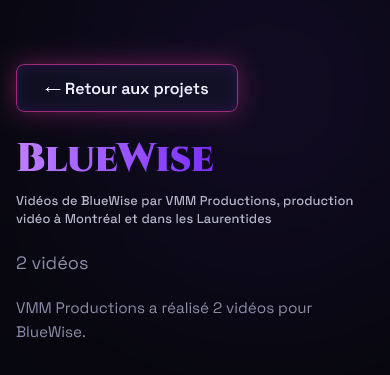 ← Retour aux projets
BLUEWISE
Vidéos de BlueWise par VMM Productions, production
vidéo à Montréal et dans les Laurentides
2 vidéos
VMM Productions a réalisé 2 vidéos pour
BlueWise.